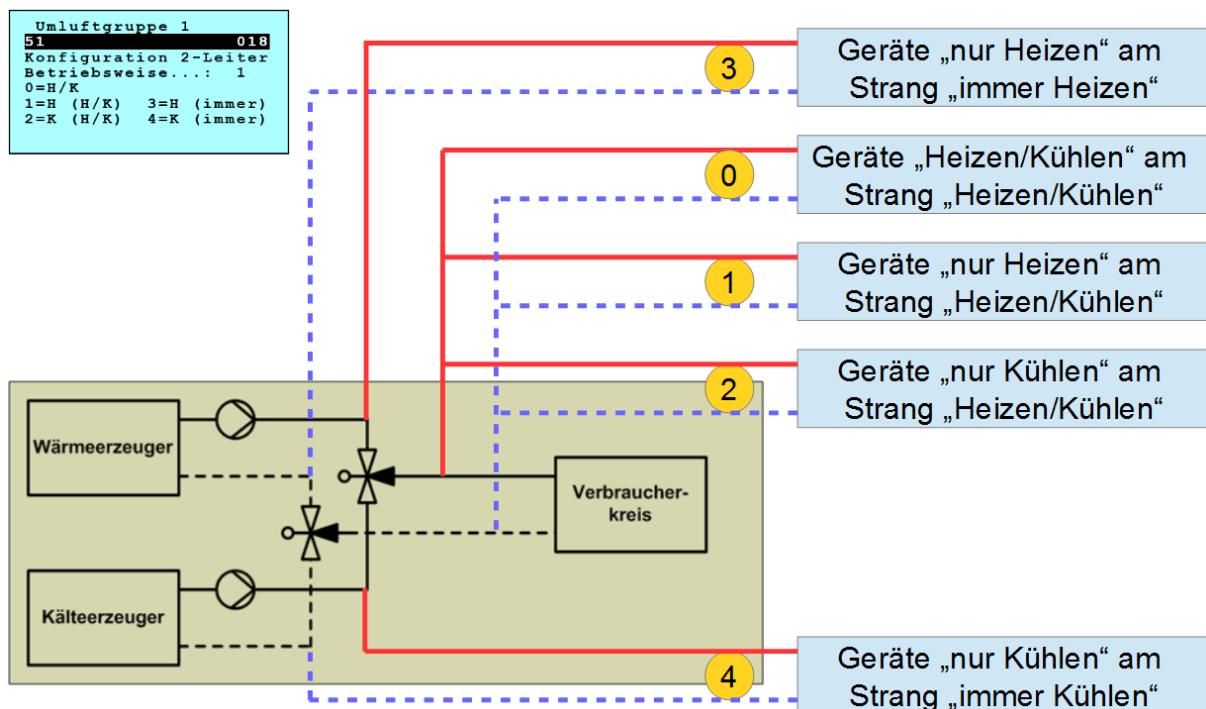 Umluftgruppe 1
51 018
Konfiguration 2-Leiter
Betriebsweise...: 1
0=H/K
1=H (H/K) 3=H (immer)
2=K (H/K) 4=K (immer)
3
Geräte „nur Heizen“ am
Strang „immer Heizen“
0
Geräte „Heizen/Kühlen“ am
Strang „Heizen/Kühlen“
1
Geräte „nur Heizen“ am
Strang „Heizen/Kühlen“
2
Geräte „nur Kühlen“ am
Strang „Heizen/Kühlen“
Wärmeerzeuger
Verbraucher-
kreis
Kälteerzeuger
4
Geräte „nur Kühlen“ am
Strang „immer Kühlen“